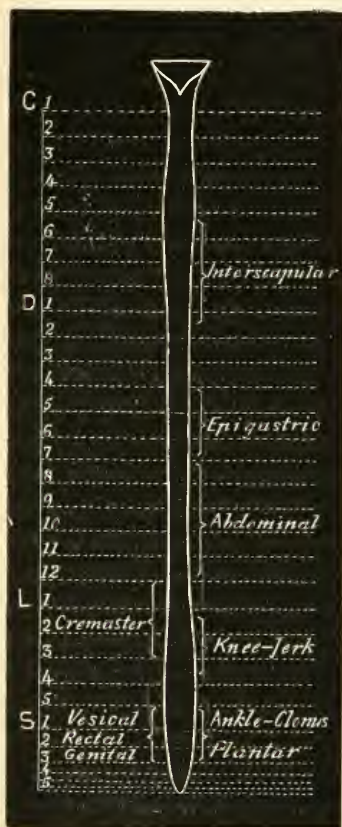 C 1
2
3
4
5
6
7
Interscapular
8
D 1
2
3
4
5
Epigastric
6
7
8
9
10 Abdominal
11
12
L 1
2 Cremaster
3 Knee-Jerk
4
5
S 1 Vesical Ankle-Clonus
2 Rectal
3 Genital Plantar
4
5